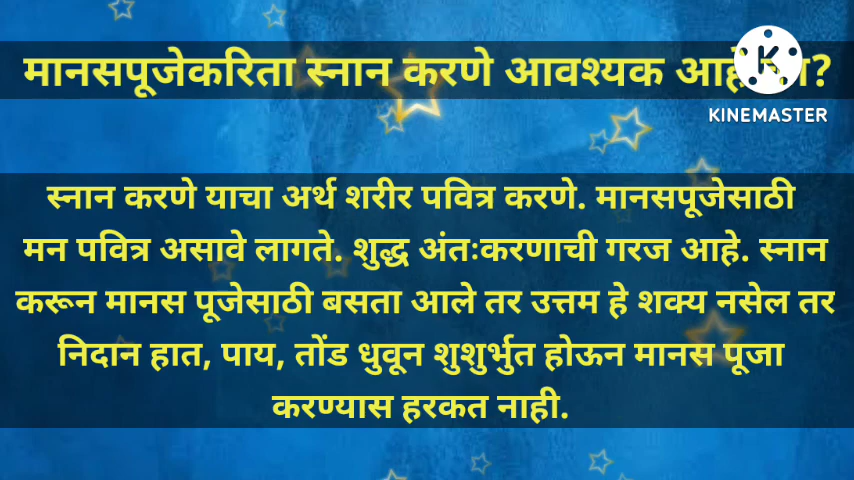 मानसपूजेकरिता स्नान करणे आवश्यक
KINEMASTER
स्नान करणे याचा अर्थ शरीर पवित्र करणे. मानसपूजेसाठी
मन पवित्र असावे लागते. शुद्ध अंतःकरणाची गरज आहे. स्नान
करून मानस पूजेसाठी बसता आले तर उत्तम हे शक्य नसेल तर
निदान हात, पाय, तोंड धुवून शुशुर्भुत होऊन मानस पूजा
करण्यास हरकत नाही.